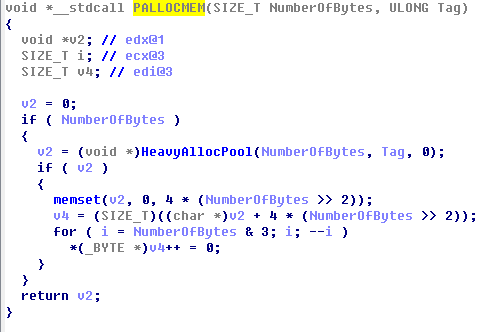 void *__stdcall PALLOCMEM(SIZE_T NumberOfBytes, ULONG Tag)
{
  void *v2; // edx@1
  SIZE_T i; // ecx@3
  SIZE_T v4; // edi@3

  v2 = 0;
  if ( NumberOfBytes )
  {
    v2 = (void *)HeavyAllocPool(NumberOfBytes, Tag, 0);
    if ( v2 )
    {
      memset(v2, 0, 4 * (NumberOfBytes >> 2));
      v4 = (SIZE_T)((char *)v2 + 4 * (NumberOfBytes >> 2));
      for ( i = NumberOfBytes & 3; i; --i )
        *(_BYTE *)v4++ = 0;
    }
  }
  return v2;
}